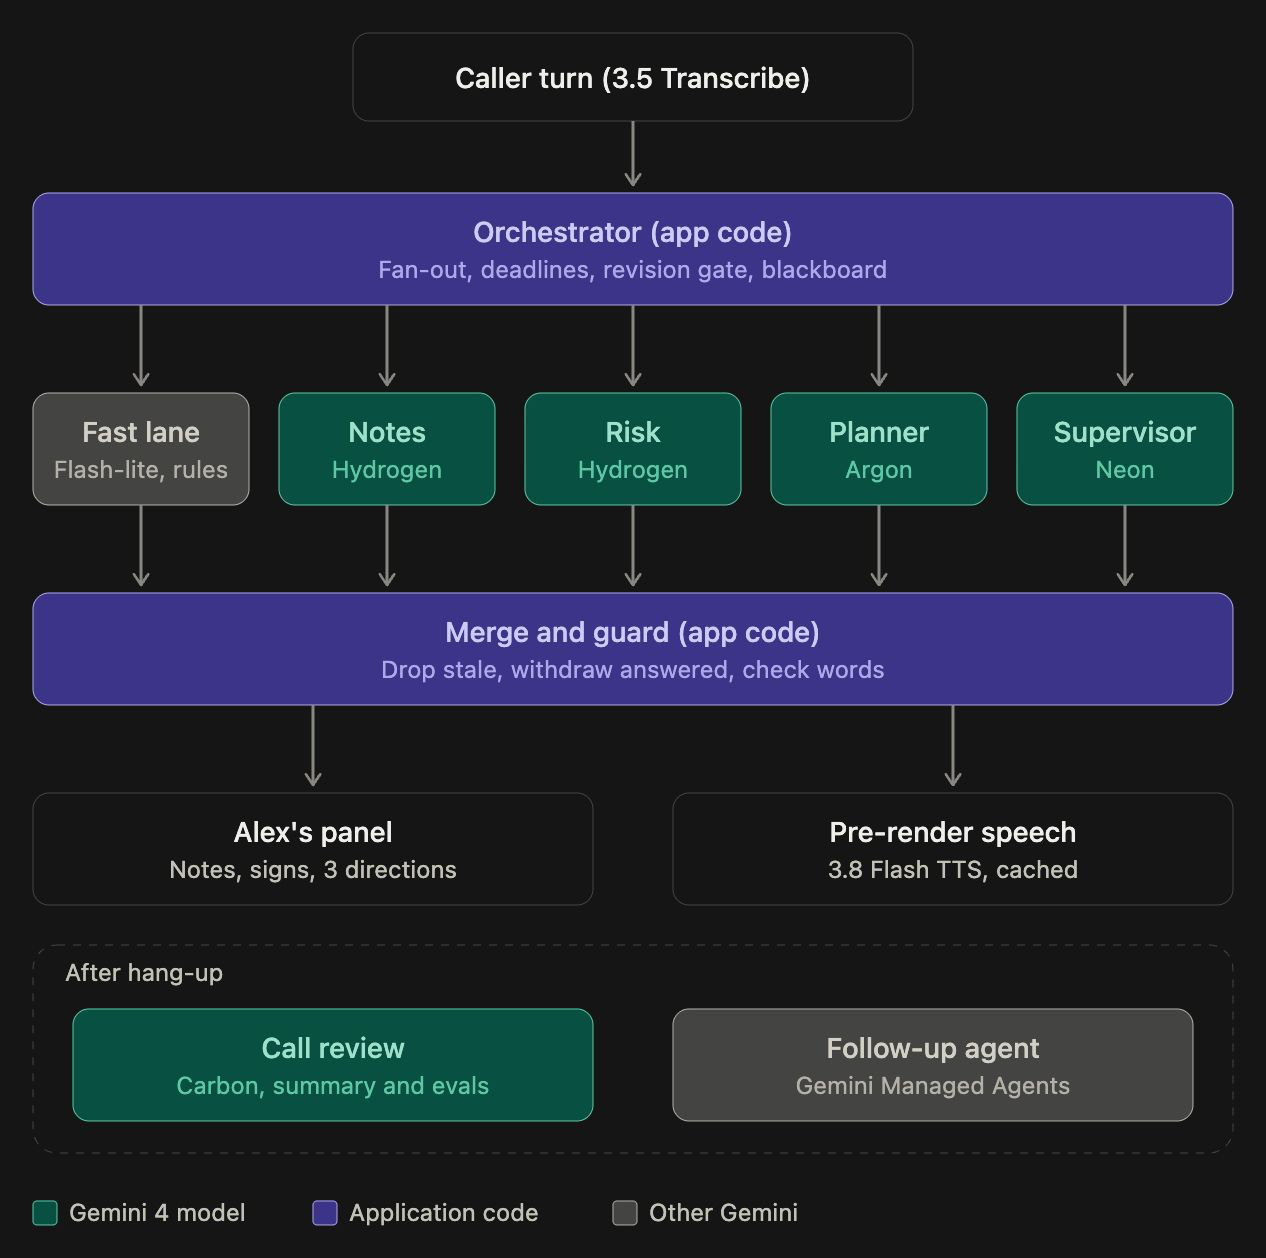 Caller turn (3.5 Transcribe)
Orchestrator (app code)
Fan-out, deadlines, revision gate, blackboard
Fast lane
Flash-lite, rules
Notes
Hydrogen
Risk
Hydrogen
Planner
Argon
Supervisor
Neon
Merge and guard (app code)
Drop stale, withdraw answered, check words
Alex's panel
Notes, signs, 3 directions
Pre-render speech
3.8 Flash TTS, cached
After hang-up
Call review
Carbon, summary and evals
Follow-up agent
Gemini Managed Agents
Gemini 4 model
Application code
Other Gemini